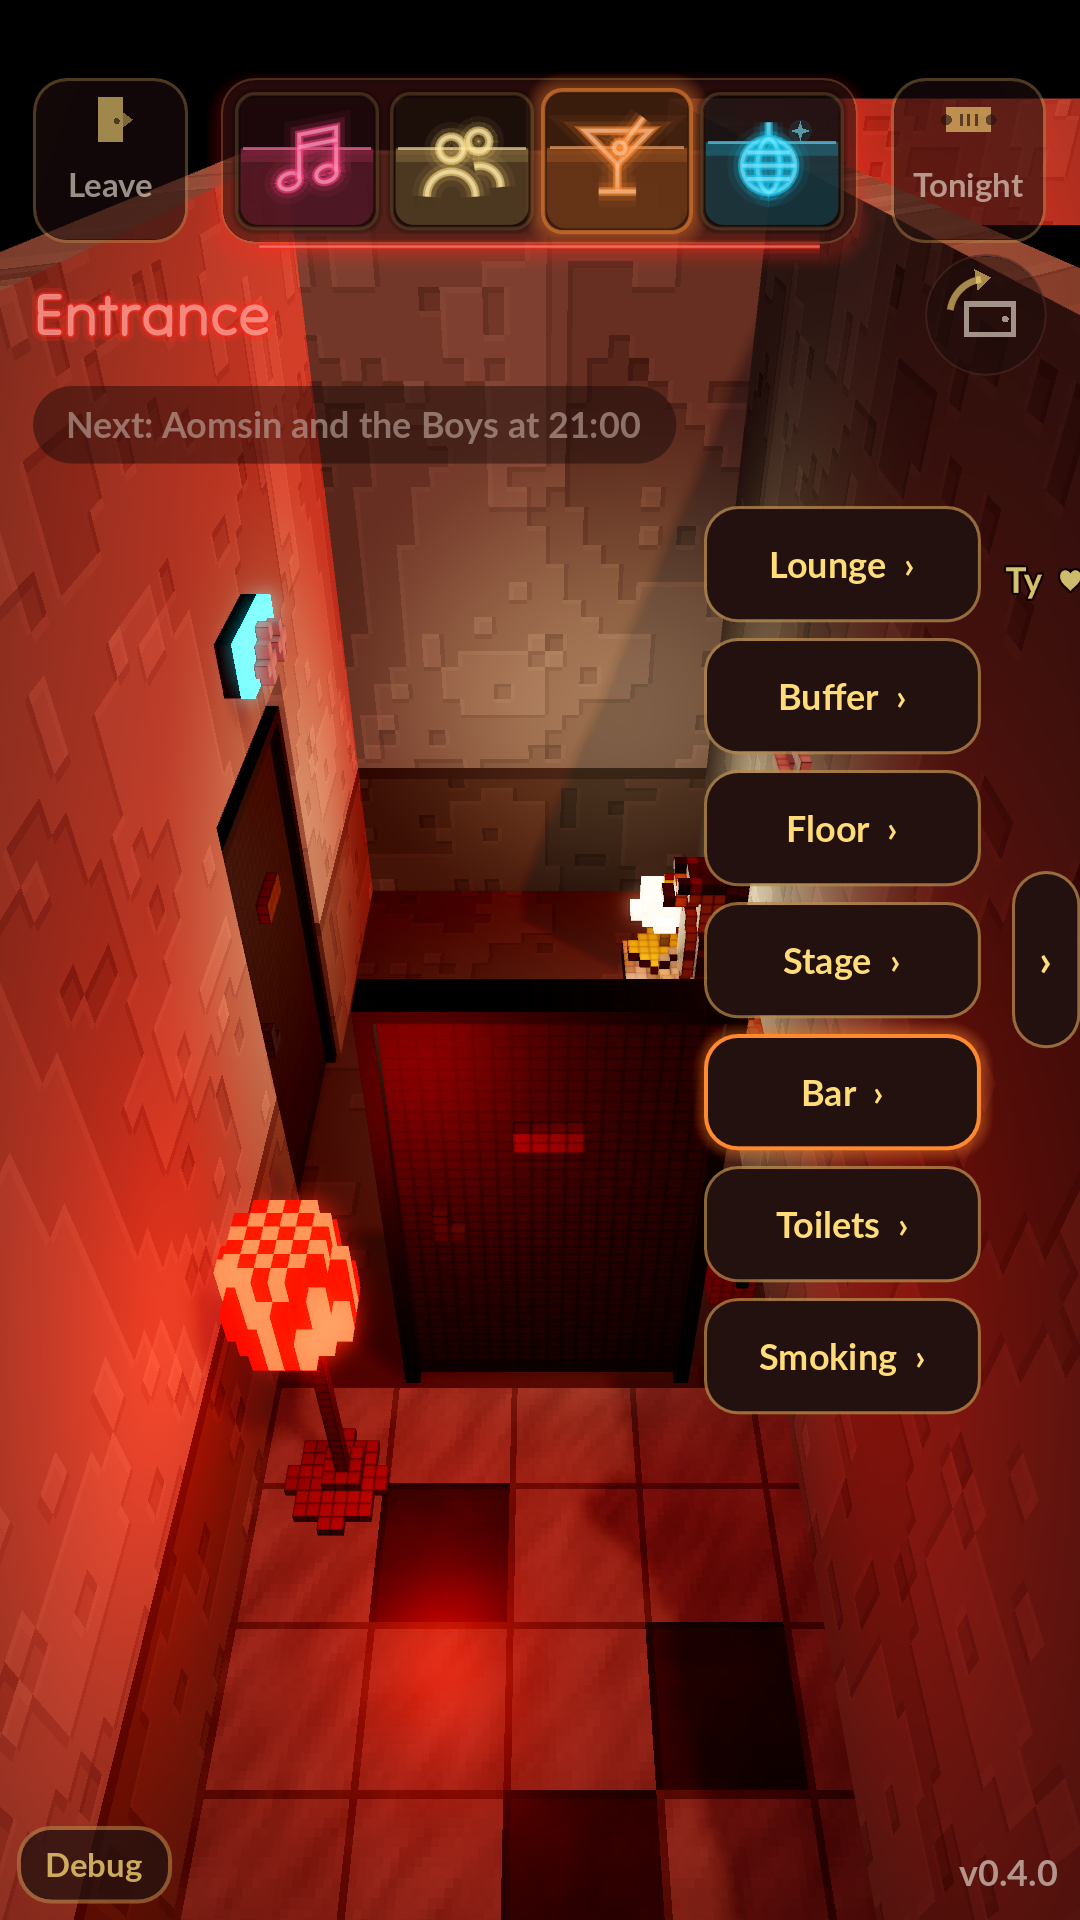 Leave
Tonight
Entrance
Next: Aomsin and the Boys at 21:00
Lounge ›
Ty ♥
Buffer ›
Floor ›
Stage ›
›
Bar ›
Toilets ›
Smoking ›
Debug
v0.4.0